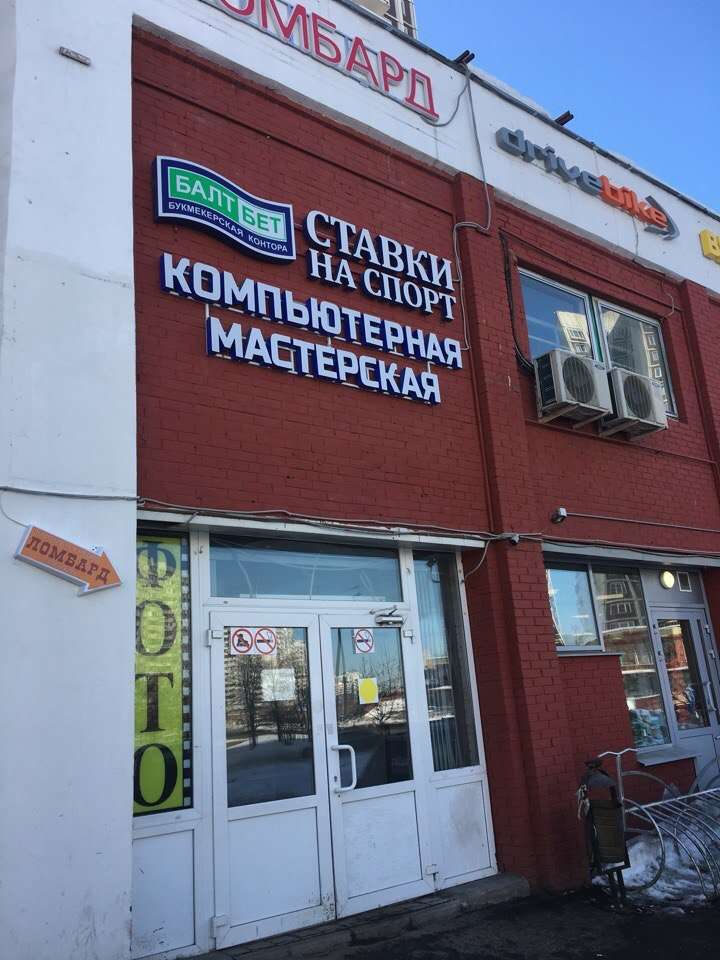 ЛОМБАРД
drivebike
БАЛТ БЕТ
БУКМЕКЕРСКАЯ КОНТОРА
СТАВКИ
НА СПОРТ
КОМПЬЮТЕРНАЯ
МАСТЕРСКАЯ
ЛОМБАРД
ФОТО